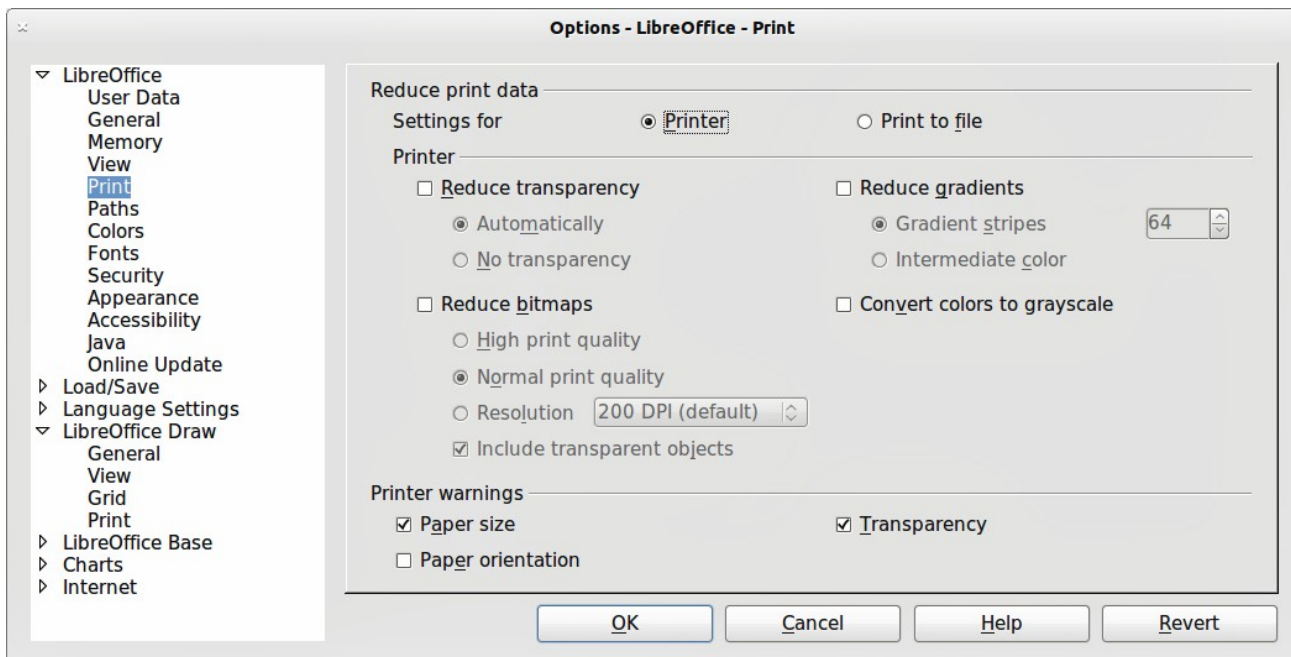 Options - LibreOffice - Print
LibreOffice
User Data
General
Memory
View
Print
Paths
Colors
Fonts
Security
Appearance
Accessibility
Java
Online Update
Load/Save
Language Settings
LibreOffice Draw
General
View
Grid
Print
LibreOffice Base
Charts
Internet
Reduce print data
Settings for Printer Print to file
Printer
Reduce transparency Reduce gradients
Automatically Gradient stripes 64
No transparency Intermediate color
Reduce bitmaps Convert colors to grayscale
High print quality
Normal print quality
Resolution 200 DPI (default)
Include transparent objects
Printer warnings
Paper size Transparency
Paper orientation
OK Cancel Help Revert